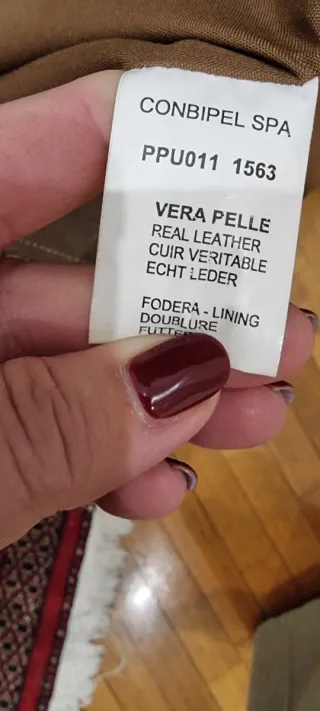 CONBIPEL SPA
PPU011 1563
VERA PELLE
REAL LEATHER
CUIR VERITABLE
ECHT LEDER
FODERA - LINING
DOUBLURE